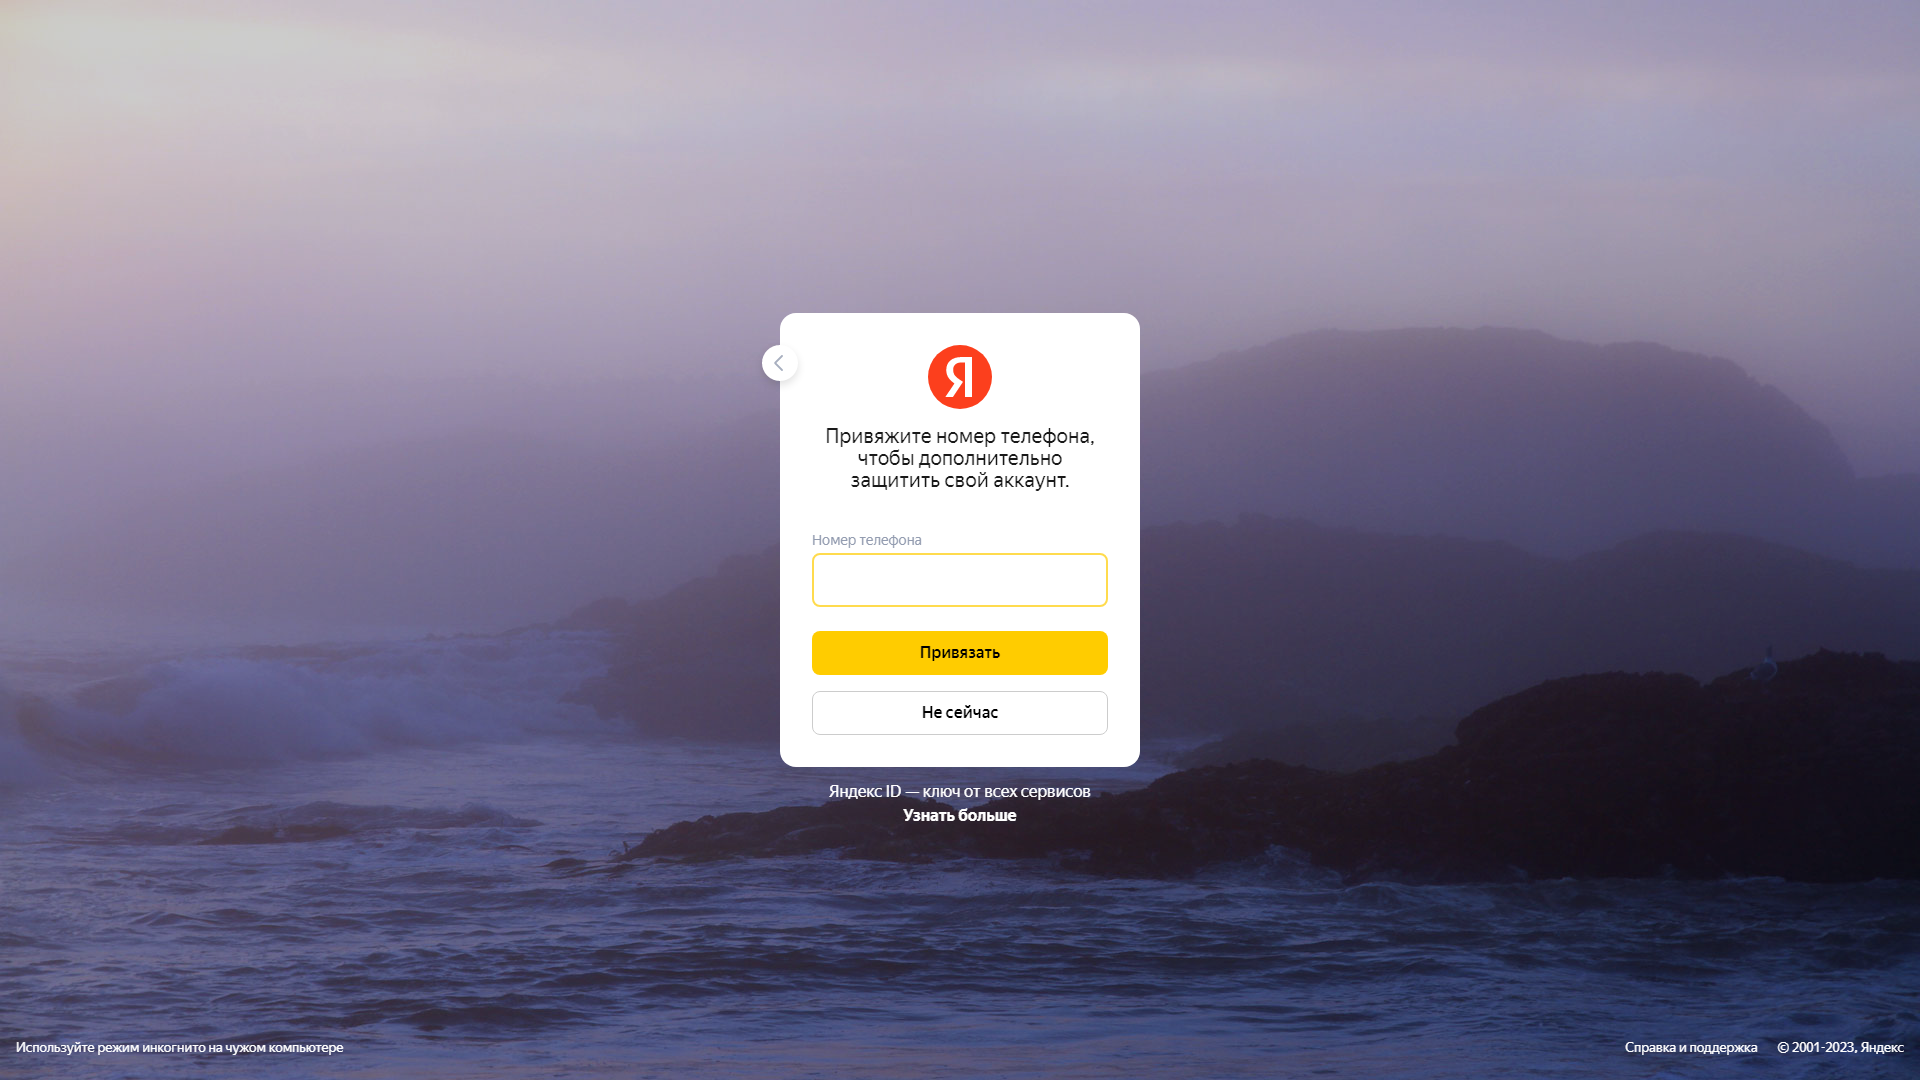 Я
Привяжите номер телефона,
чтобы дополнительно
защитить свой аккаунт.
Номер телефона
Привязать
Не сейчас
Яндекс ID — ключ от всех сервисов
Узнать больше
Используйте режим инкогнито на чужом компьютере
Справка и поддержка © 2001-2023, Яндекс